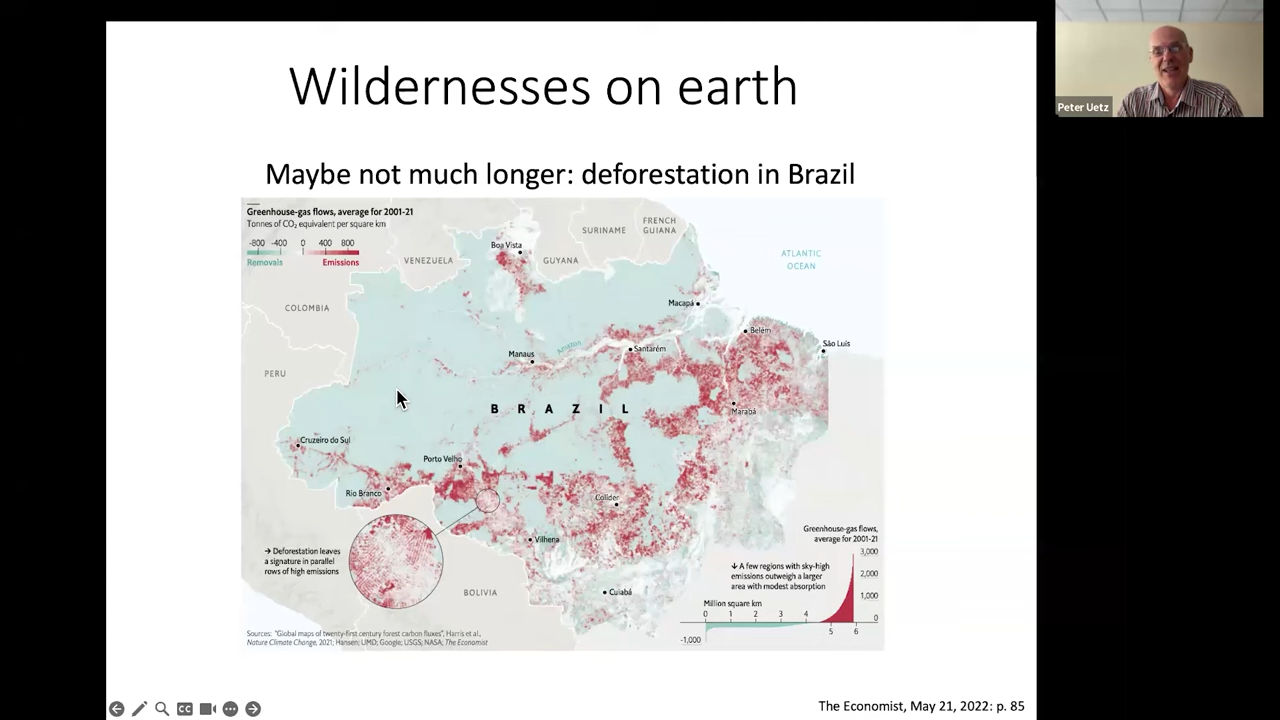 Wildernesses on earth
Peter Uetz
Maybe not much longer: deforestation in Brazil
Greenhouse-gas flows, average for 2001-21
Tonnes of CO₂ equivalent per square km
-800 -400 0 400 800
Removals Emissions
VENEZUELA
GUYANA
SURINAME
FRENCH
GUIANA
ATLANTIC
OCEAN
COLOMBIA
PERU
Boa Vista
Macapá
Belém
São Luís
Manaus
Amazon
Santarém
BRAZIL
Marabá
Cruzeiro do Sul
Porto Velho
Rio Branco
Colíder
Vilhena
Cuiabá
BOLIVIA
→ Deforestation leaves
a signature in parallel
rows of high emissions
Greenhouse-gas flows,
average for 2001-21
↓ A few regions with sky-high
emissions outweigh a larger
area with modest absorption
Million square km
0 1 2 3 4 5 6
3,000
2,000
1,000
0
-1,000
Sources: "Global maps of twenty-first century forest carbon fluxes", Harris et al.,
Nature Climate Change, 2021; Hansen; UMD; Google; USGS; NASA; The Economist
CC
The Economist, May 21, 2022: p. 85